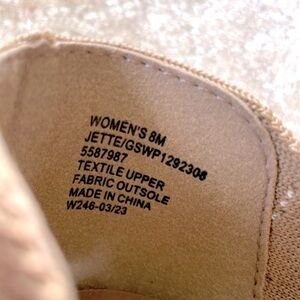 WOMEN'S 8M
JETTE/GSWP1292308
5587987
TEXTILE UPPER
FABRIC OUTSOLE
MADE IN CHINA
W246-03/23